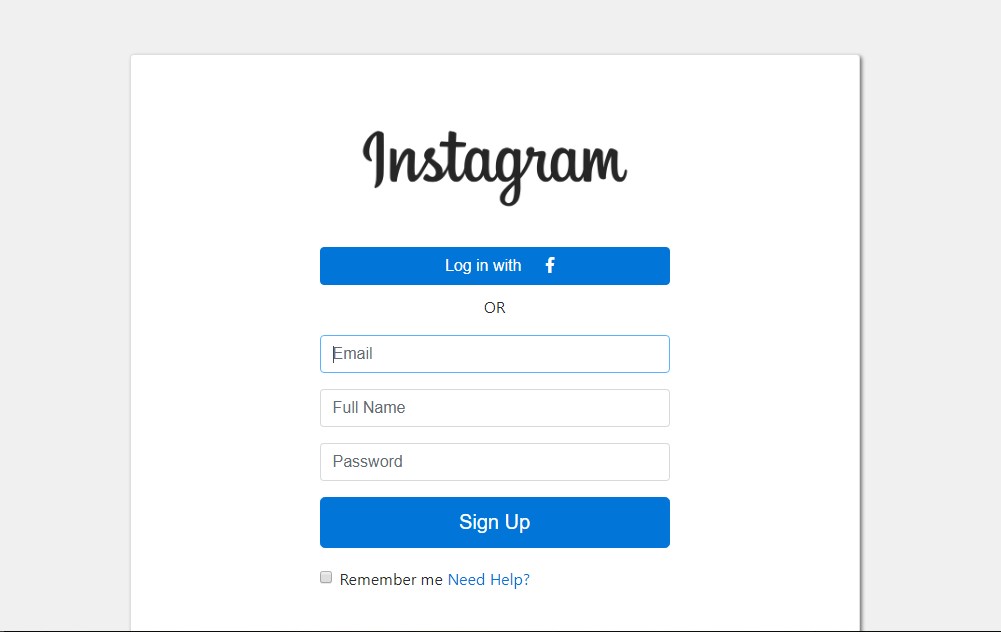 Instagram
Log in with f
OR
Email
Full Name
Password
Sign Up
Remember me Need Help?